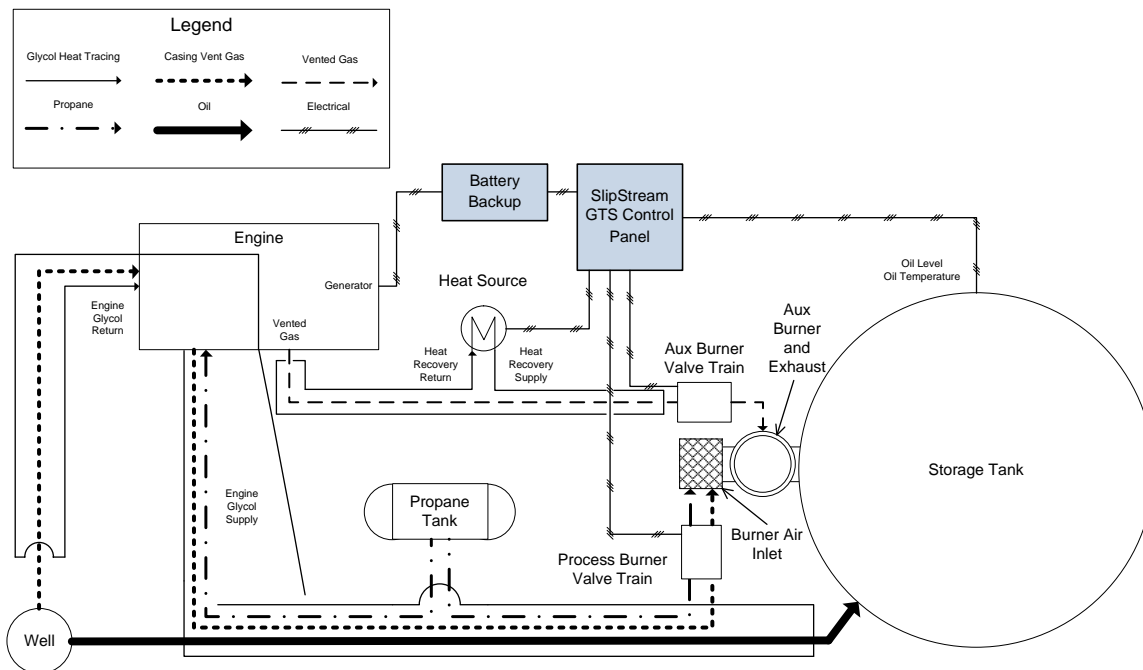 Legend
Glycol Heat Tracing
Casing Vent Gas
Vented Gas
Propane
Oil
Electrical
Battery
Backup
SlipStream
GTS Control
Panel
Engine
Generator
Oil Level
Oil Temperature
Heat Source
Engine
Glycol
Return
Vented
Gas
Heat
Recovery
Return
Heat
Recovery
Supply
Aux Burner
Valve Train
Aux
Burner
and
Exhaust
Storage Tank
Engine
Glycol
Supply
Propane
Tank
Process Burner
Valve Train
Burner Air
Inlet
Well